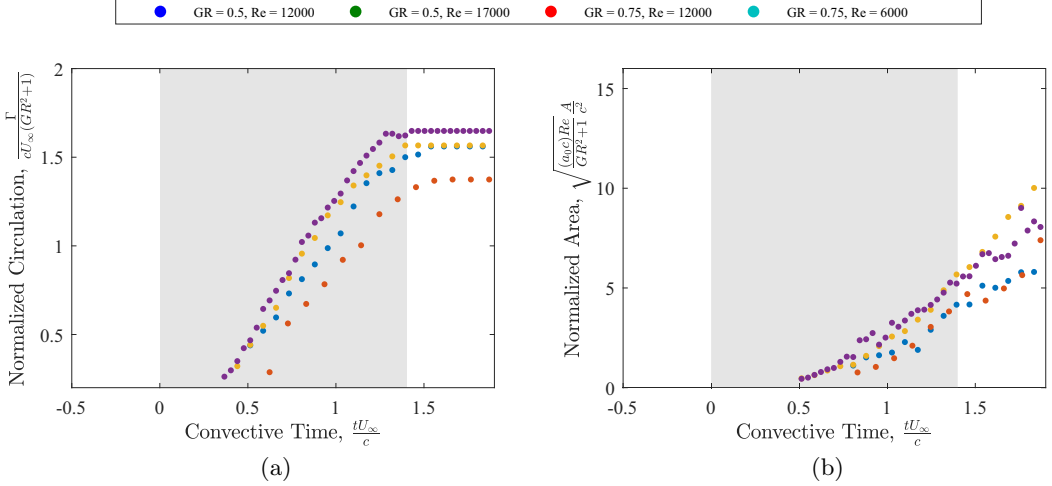 GR = 0.5, Re = 12000 GR = 0.5, Re = 17000 GR = 0.75, Re = 12000 GR = 0.75, Re = 6000
2
1.5
1
0.5
-0.5 0 0.5 1 1.5
Normalized Circulation, Γ / cU∞(GR²+1)
Convective Time, tU∞/c
(a)
15
10
5
0
-0.5 0 0.5 1 1.5
Normalized Area, √((a₀c)Re / GR²+1) A/c²
Convective Time, tU∞/c
(b)